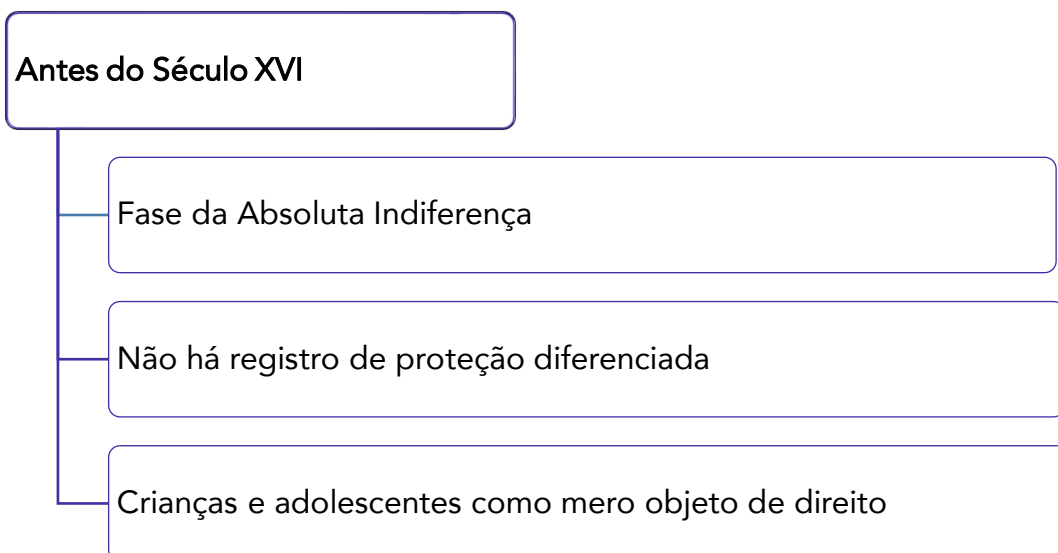 Antes do Século XVI
Fase da Absoluta Indiferença
Não há registro de proteção diferenciada
Crianças e adolescentes como mero objeto de direito